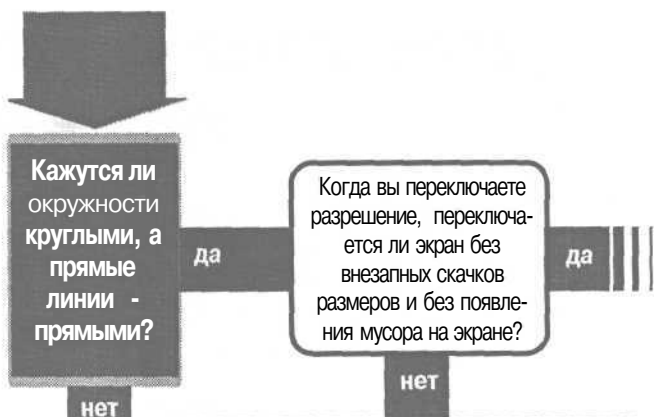 Кажутся ли
окружности
круглыми, а
прямые
линии -
прямыми?
да
Когда вы переключаете
разрешение, переключа-
ется ли экран без
внезапных скачков
размеров и без появле-
ния мусора на экране?
да
нет
нет